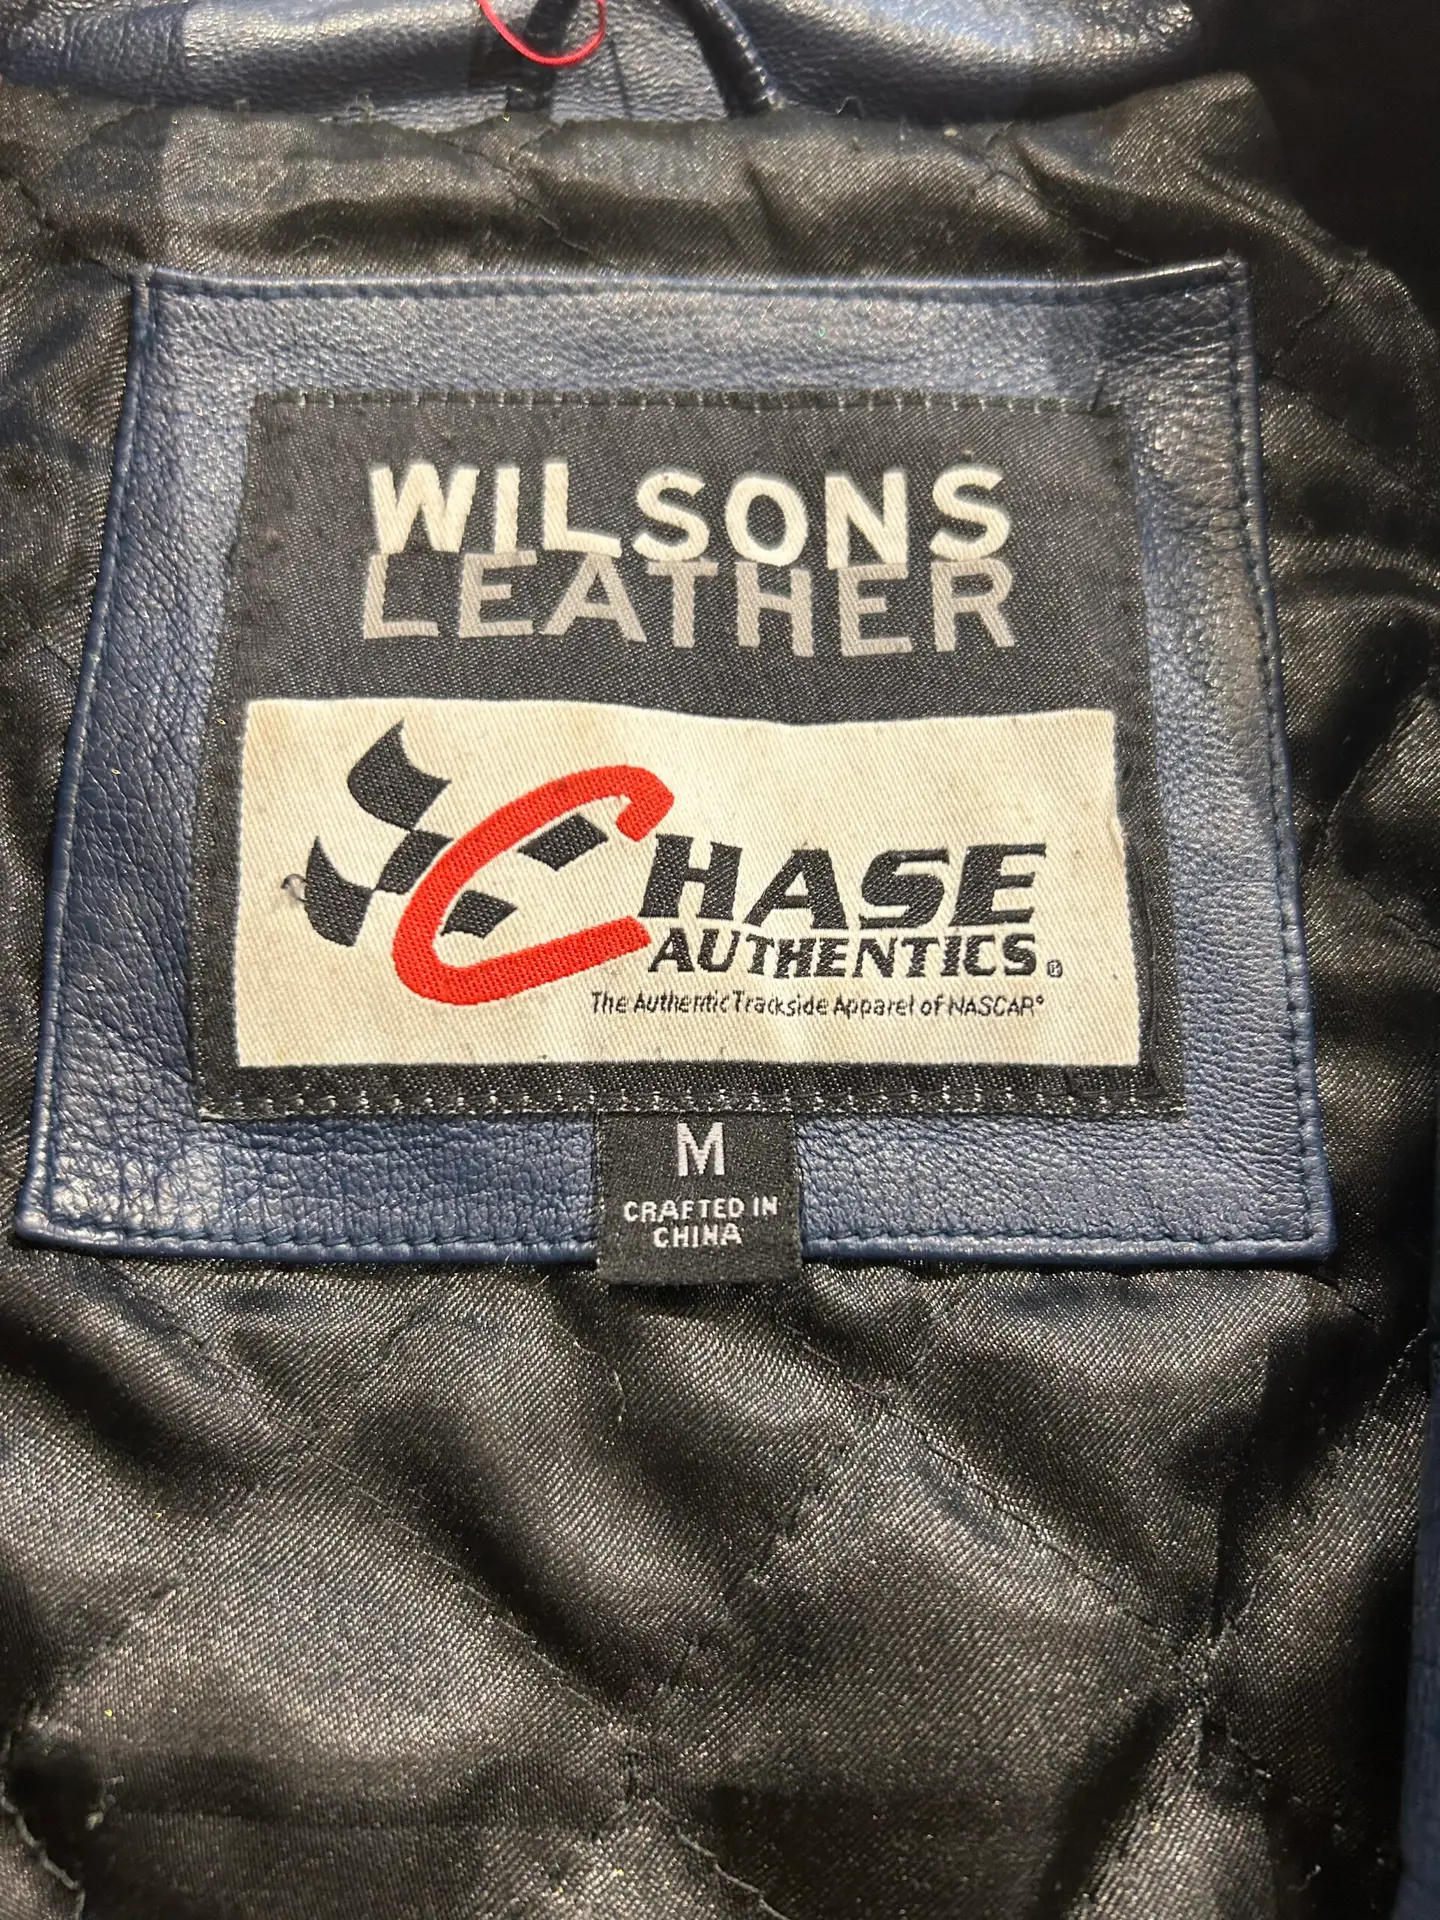 WILSONS
LEATHER
CHASE
AUTHENTICS®
The Authentic Trackside Apparel of NASCAR®
M
CRAFTED IN
CHINA